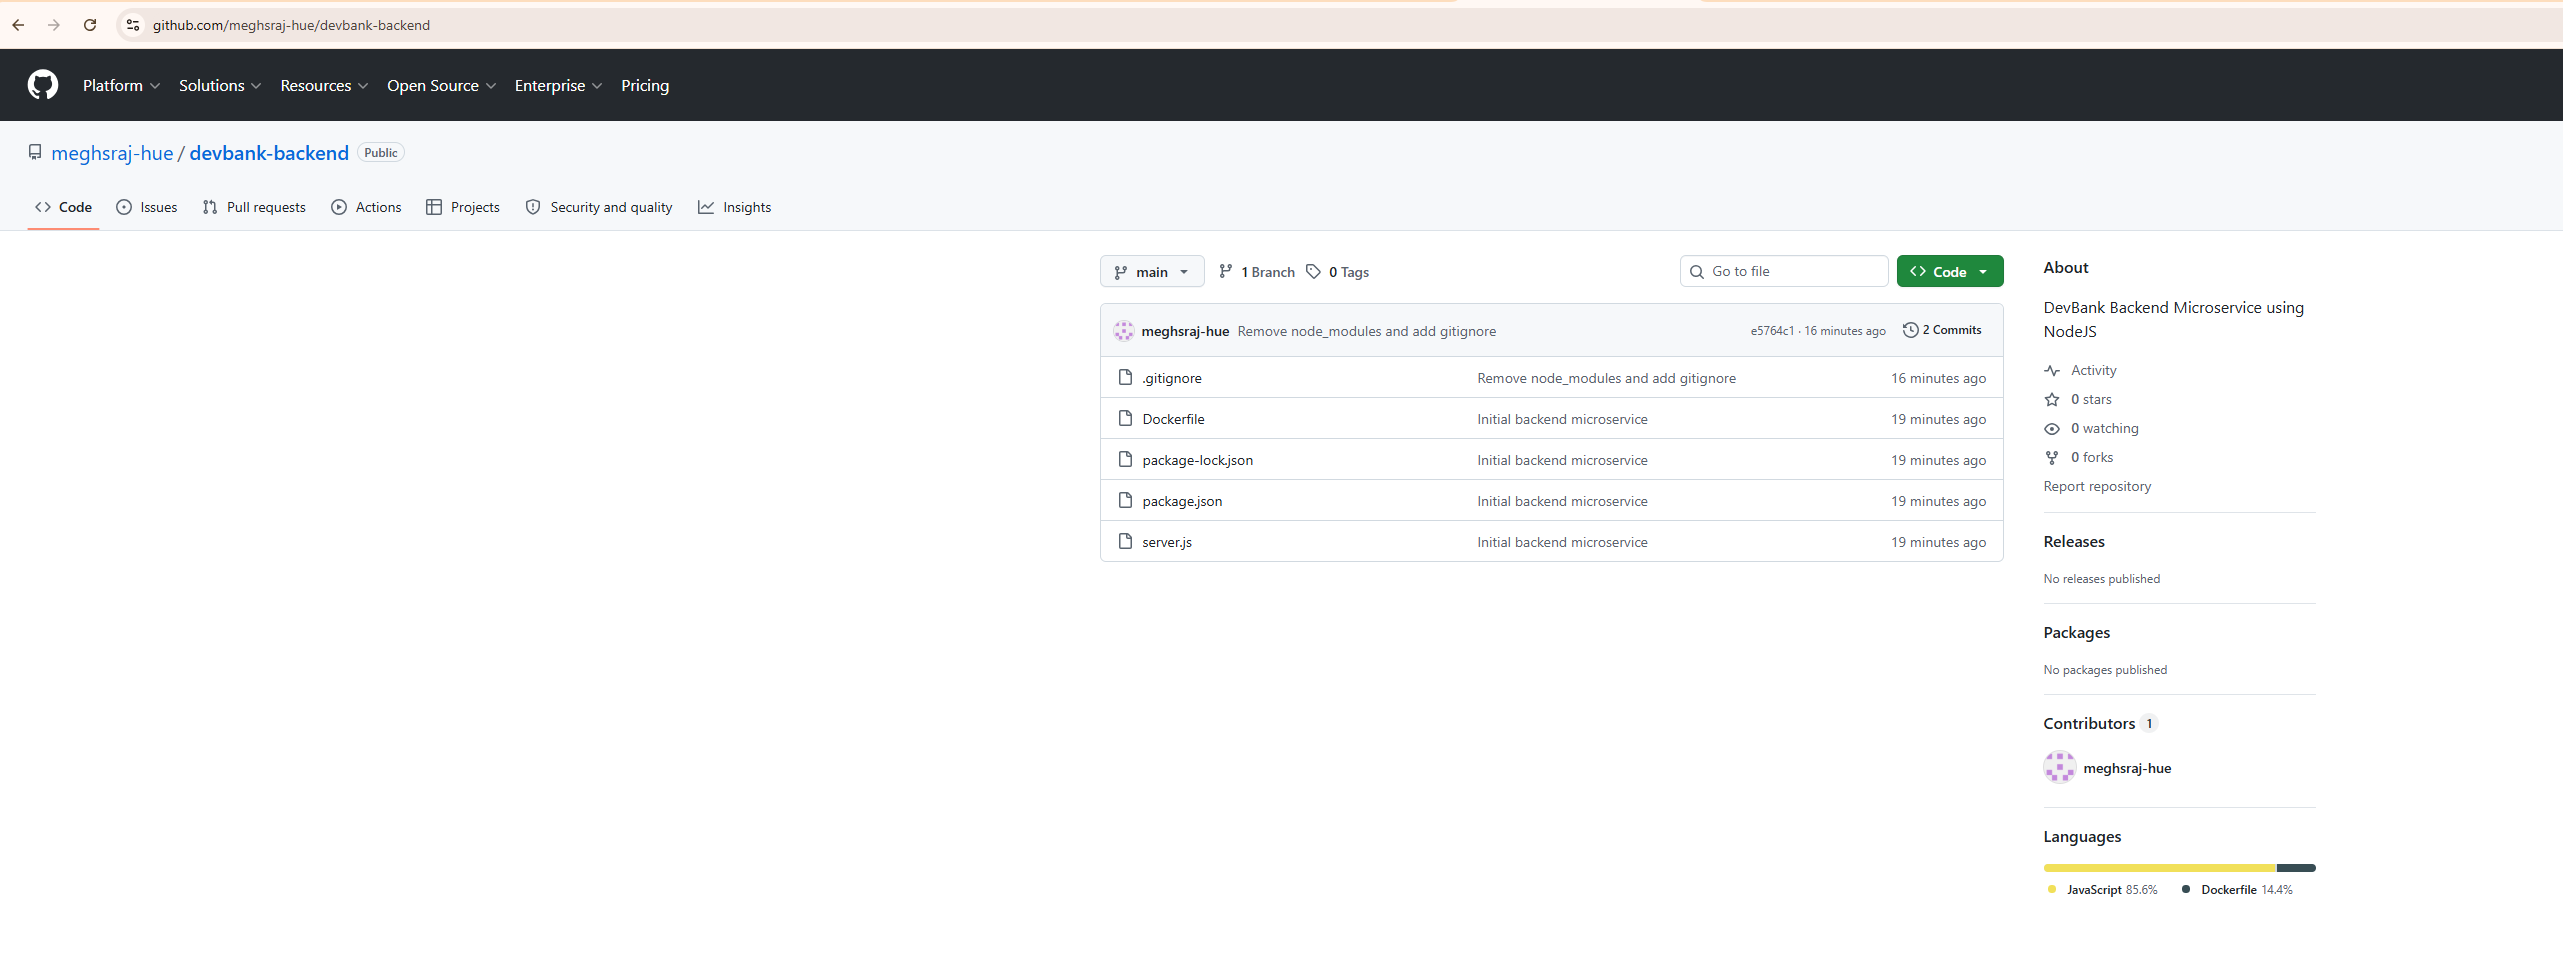 github.com/meghsraj-hue/devbank-backend
Platform Solutions Resources Open Source Enterprise Pricing
meghsraj-hue / devbank-backend Public
Code Issues Pull requests Actions Projects Security and quality Insights
main 1 Branch 0 Tags Go to file Code
meghsraj-hue Remove node_modules and add gitignore e5764c1 · 16 minutes ago 2 Commits
.gitignore Remove node_modules and add gitignore 16 minutes ago
Dockerfile Initial backend microservice 19 minutes ago
package-lock.json Initial backend microservice 19 minutes ago
package.json Initial backend microservice 19 minutes ago
server.js Initial backend microservice 19 minutes ago
About
DevBank Backend Microservice using
NodeJS
Activity
0 stars
0 watching
0 forks
Report repository
Releases
No releases published
Packages
No packages published
Contributors 1
meghsraj-hue
Languages
JavaScript 85.6% Dockerfile 14.4%